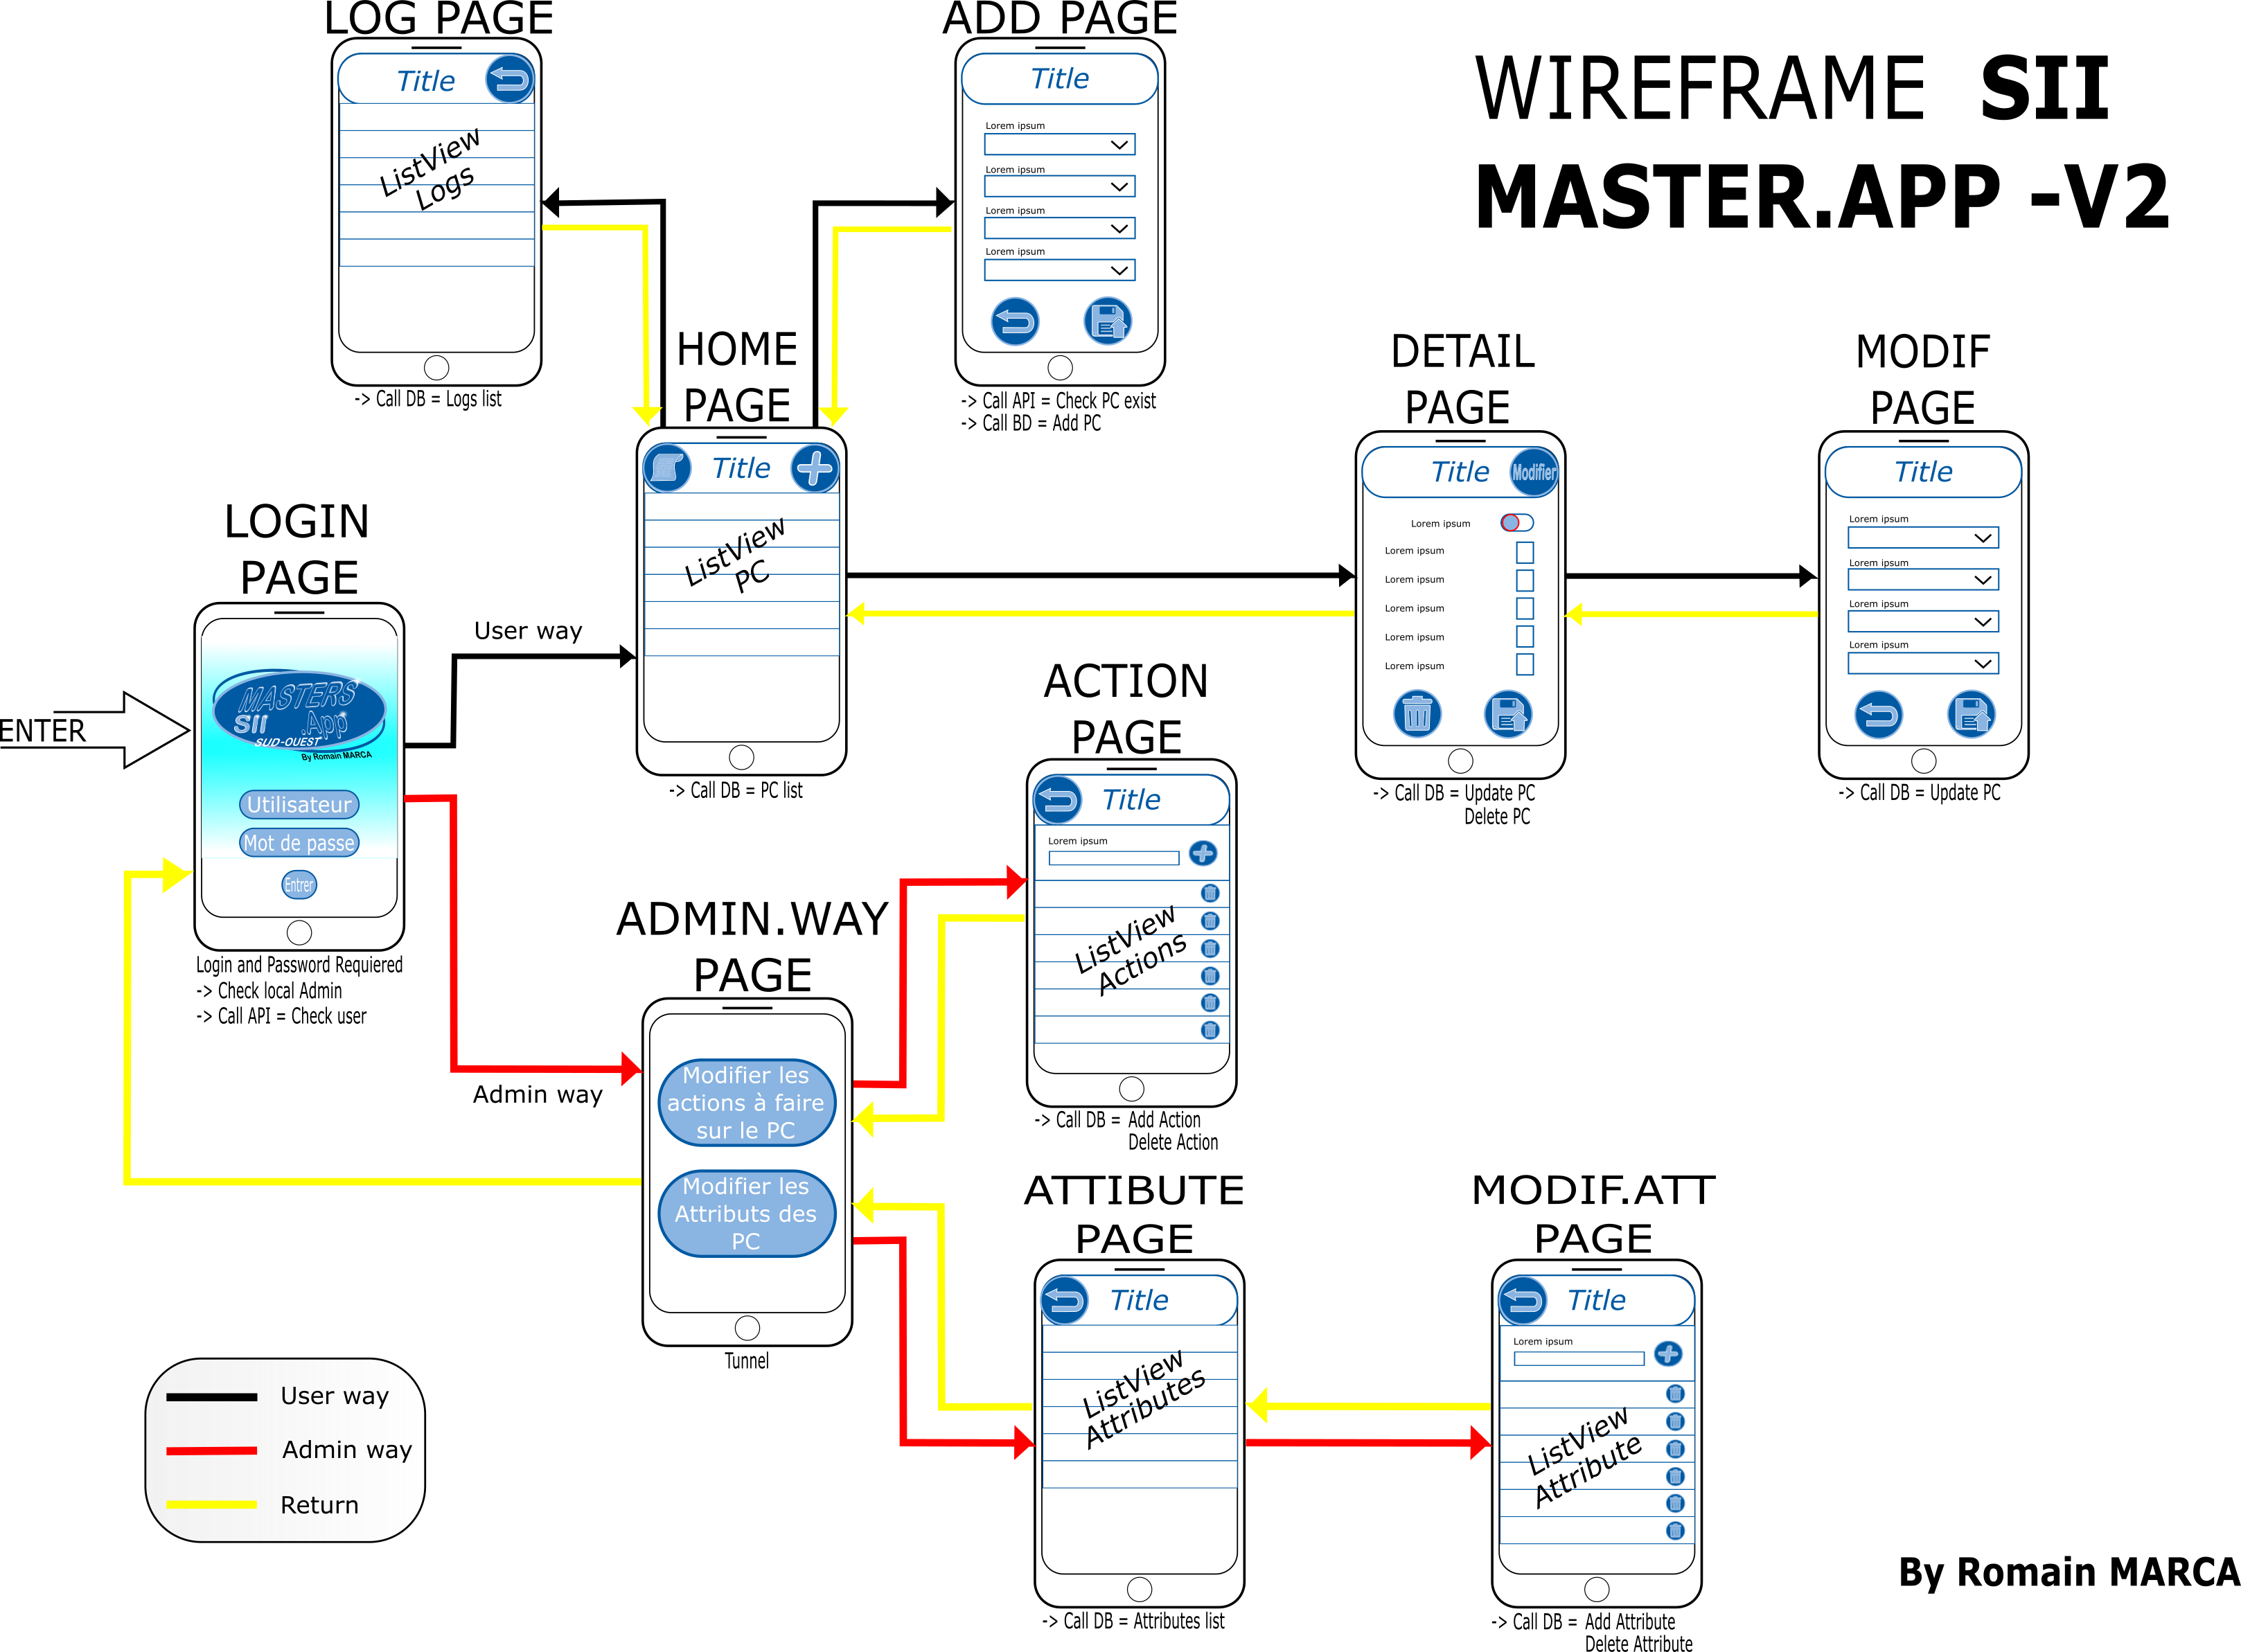 LOG PAGE
Title
ListView
Logs
-> Call DB = Logs list
ADD PAGE
Title
Lorem ipsum
Lorem ipsum
Lorem ipsum
Lorem ipsum
-> Call API = Check PC exist
-> Call BD = Add PC
WIREFRAME SII
MASTER.APP -V2
HOME
PAGE
Title
ListView
PC
-> Call DB = PC list
DETAIL
PAGE
Title
Modifier
Lorem ipsum
Lorem ipsum
Lorem ipsum
Lorem ipsum
Lorem ipsum
Lorem ipsum
-> Call DB = Update PC
Delete PC
MODIF
PAGE
Title
Lorem ipsum
Lorem ipsum
Lorem ipsum
Lorem ipsum
-> Call DB = Update PC
LOGIN
PAGE
ENTER
MASTERS
SII .App
SUD-OUEST
By Romain MARCA
Utilisateur
Mot de passe
Entrer
Login and Password Requiered
-> Check local Admin
-> Call API = Check user
User way
Admin way
ACTION
PAGE
Title
Lorem ipsum
ListView
Actions
-> Call DB = Add Action
Delete Action
ADMIN.WAY
PAGE
Modifier les
actions à faire
sur le PC
Modifier les
Attributs des
PC
Tunnel
ATTIBUTE
PAGE
Title
ListView
Attributes
-> Call DB = Attributes list
MODIF.ATT
PAGE
Title
Lorem ipsum
ListView
Attribute
-> Call DB = Add Attribute
Delete Attribute
User way
Admin way
Return
By Romain MARCA